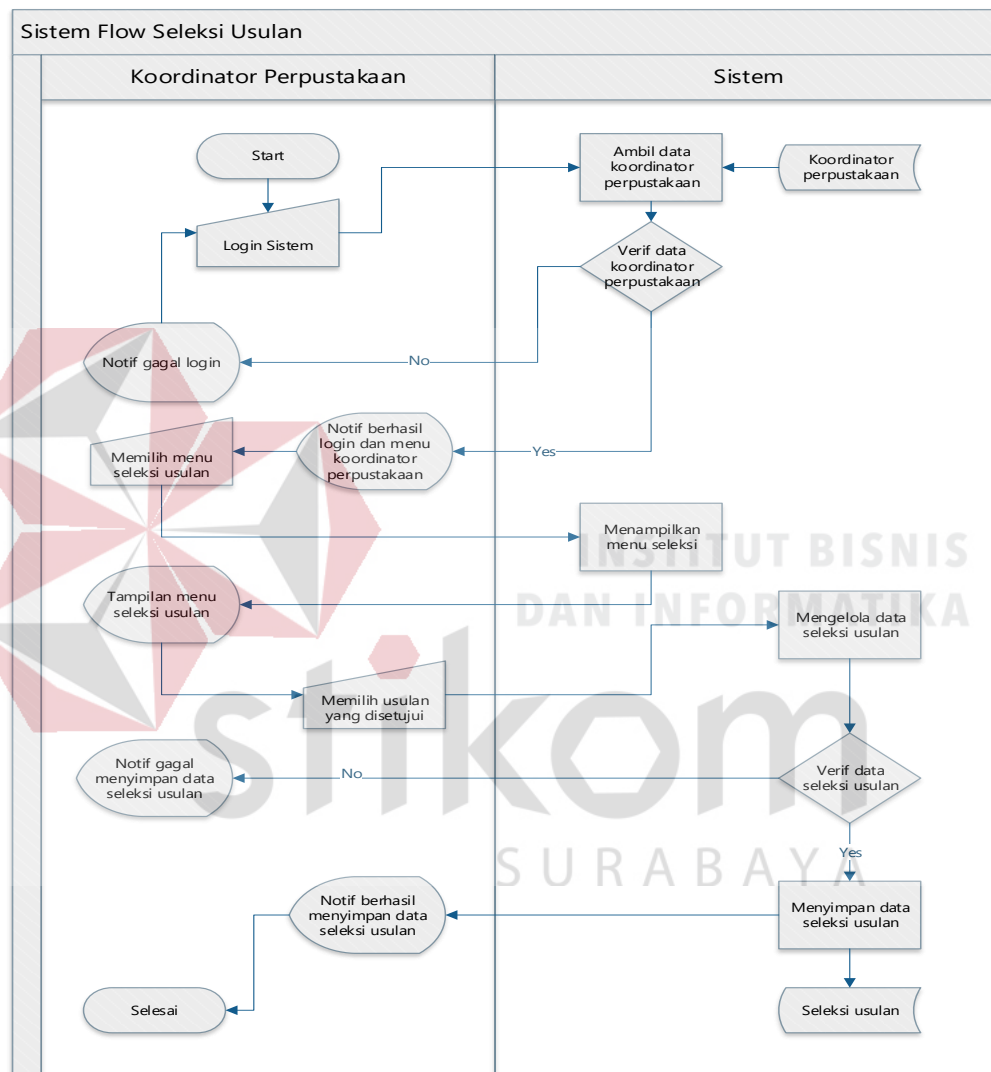 Sistem Flow Seleksi Usulan
Koordinator Perpustakaan
Sistem
Start
Ambil data
koordinator
perpustakaan
Koordinator
perpustakaan
Login Sistem
Verif data
koordinator
perpustakaan
Notif gagal login
No
Notif berhasil
login dan menu
koordinator
perpustakaan
Yes
Memilih menu
seleksi usulan
Menampilkan
menu seleksi
INSTITUT BISNIS
DAN INFORMATIKA
Tampilan menu
seleksi usulan
Mengelola data
seleksi usulan
Memilih usulan
yang disetujui
stikom
Notif gagal
menyimpan data
seleksi usulan
No
Verif data
seleksi usulan
SURABAYA
Yes
Notif berhasil
menyimpan data
seleksi usulan
Menyimpan data
seleksi usulan
Selesai
Seleksi usulan